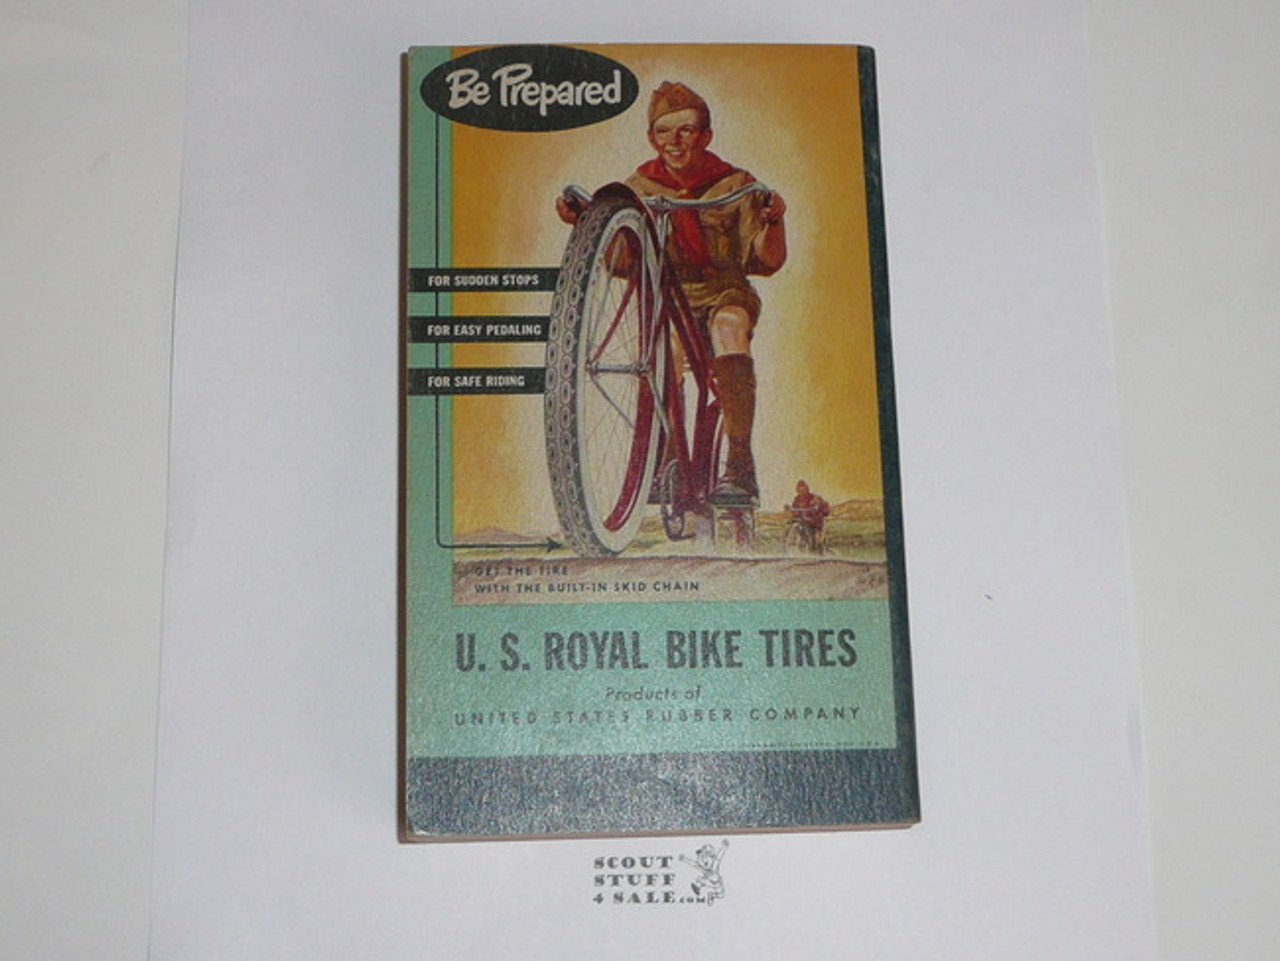 Be Prepared
FOR SUDDEN STOPS
FOR EASY PEDALING
FOR SAFE RIDING
GET THE TIRE
WITH THE BUILT-IN SKID CHAIN
U. S. ROYAL BIKE TIRES
Products of
UNITED STATES RUBBER COMPANY
SCOUT
STUFF
4 SALE.COM